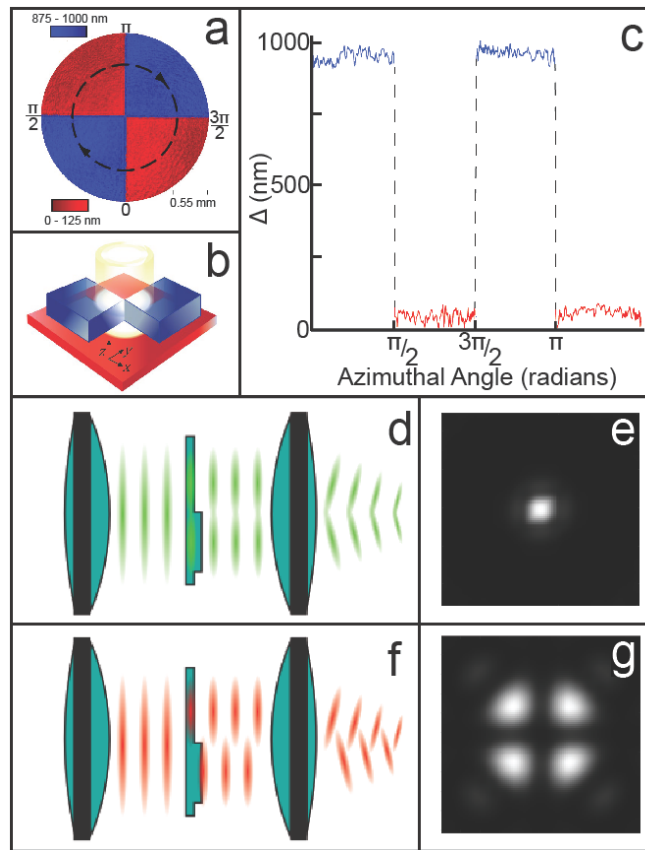 875 - 1000 nm
π
a
π/2
3π/2
0
0.55 mm
0 - 125 nm
b
z
y
x
c
1000
500
0
Δ (nm)
π/2
3π/2
π
Azimuthal Angle (radians)
d
e
f
g